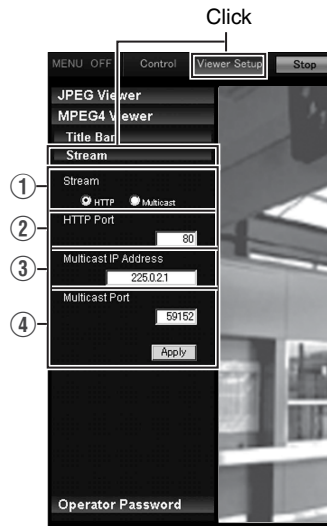 Click
MENU OFF Control Viewer Setup Stop
JPEG Viewer
MPEG4 Viewer
Title Bar
Stream
① Stream
HTTP Multicast
② HTTP Port
80
③ Multicast IP Address
225.0.2.1
④ Multicast Port
59152
Apply
Operator Password